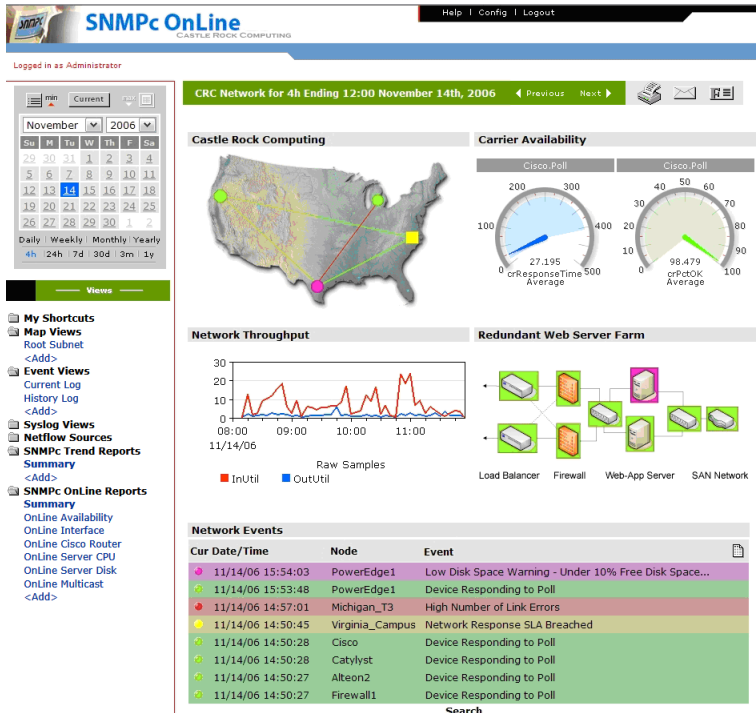 SNMPc
SNMPc OnLine
CASTLE ROCK COMPUTING
Help | Config | Logout
Logged in as Administrator
min Current max
November 2006
Su M Tu W Th F Sa
29 30 31 1 2 3 4
5 6 7 8 9 10 11
12 13 14 15 16 17 18
19 20 21 22 23 24 25
26 27 28 29 30 1 2
Daily | Weekly | Monthly | Yearly
4h | 24h | 7d | 30d | 3m | 1y
Views
My Shortcuts
Map Views
Root Subnet
<Add>
Event Views
Current Log
History Log
<Add>
Syslog Views
Netflow Sources
SNMPc Trend Reports
Summary
<Add>
SNMPc OnLine Reports
Summary
OnLine Availability
OnLine Interface
OnLine Cisco Router
OnLine Server CPU
OnLine Server Disk
OnLine Multicast
<Add>
CRC Network for 4h Ending 12:00 November 14th, 2006 Previous Next
Castle Rock Computing
Carrier Availability
Cisco.Poll
200 300
100 400
500
27.195
crResponseTime
Average
Cisco.Poll
40 50 60
30 70
20 80
10 90
0 100
98.479
crPctOK
Average
Network Throughput
30
20
10
0
08:00 09:00 10:00 11:00
11/14/06
Raw Samples
InUtil OutUtil
Redundant Web Server Farm
Load Balancer Firewall Web-App Server SAN Network
Network Events
Cur Date/Time Node Event
11/14/06 15:54:03 PowerEdge1 Low Disk Space Warning - Under 10% Free Disk Space...
11/14/06 15:53:48 PowerEdge1 Device Responding to Poll
11/14/06 14:57:01 Michigan_T3 High Number of Link Errors
11/14/06 14:50:45 Virginia_Campus Network Response SLA Breached
11/14/06 14:50:28 Cisco Device Responding to Poll
11/14/06 14:50:28 Catylyst Device Responding to Poll
11/14/06 14:50:27 Alteon2 Device Responding to Poll
11/14/06 14:50:27 Firewall1 Device Responding to Poll
Search